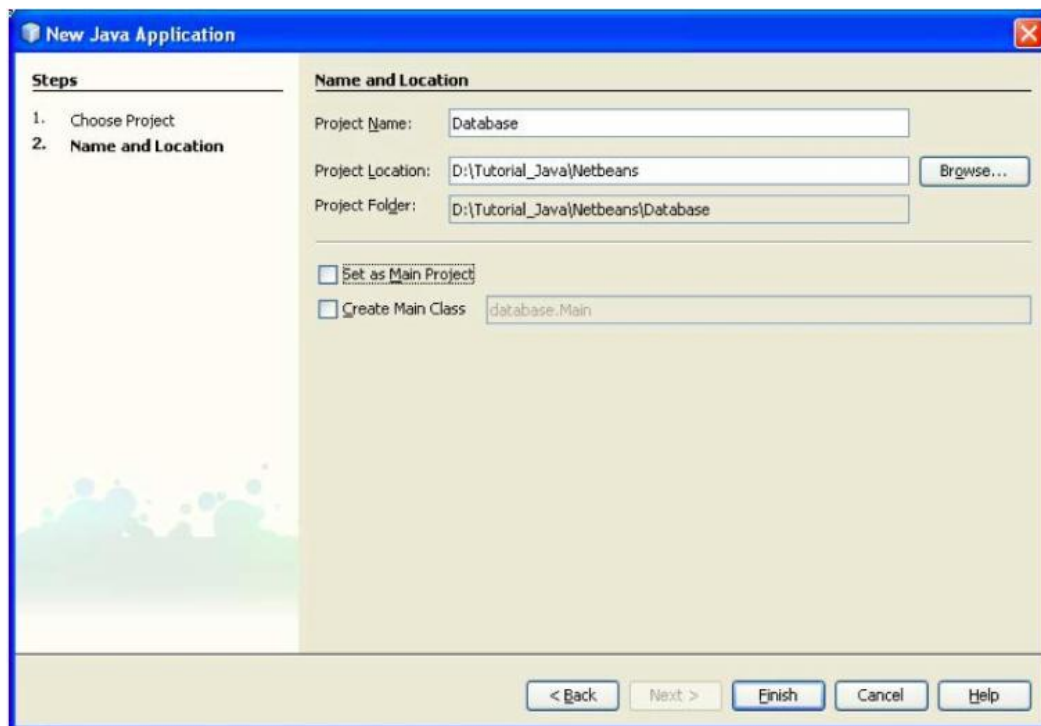 New Java Application
Steps
1. Choose Project
2. Name and Location
Name and Location
Project Name: Database
Project Location: D:\Tutorial_Java\Netbeans Browse...
Project Folder: D:\Tutorial_Java\Netbeans\Database
Set as Main Project
Create Main Class database.Main
< Back Next > Finish Cancel Help